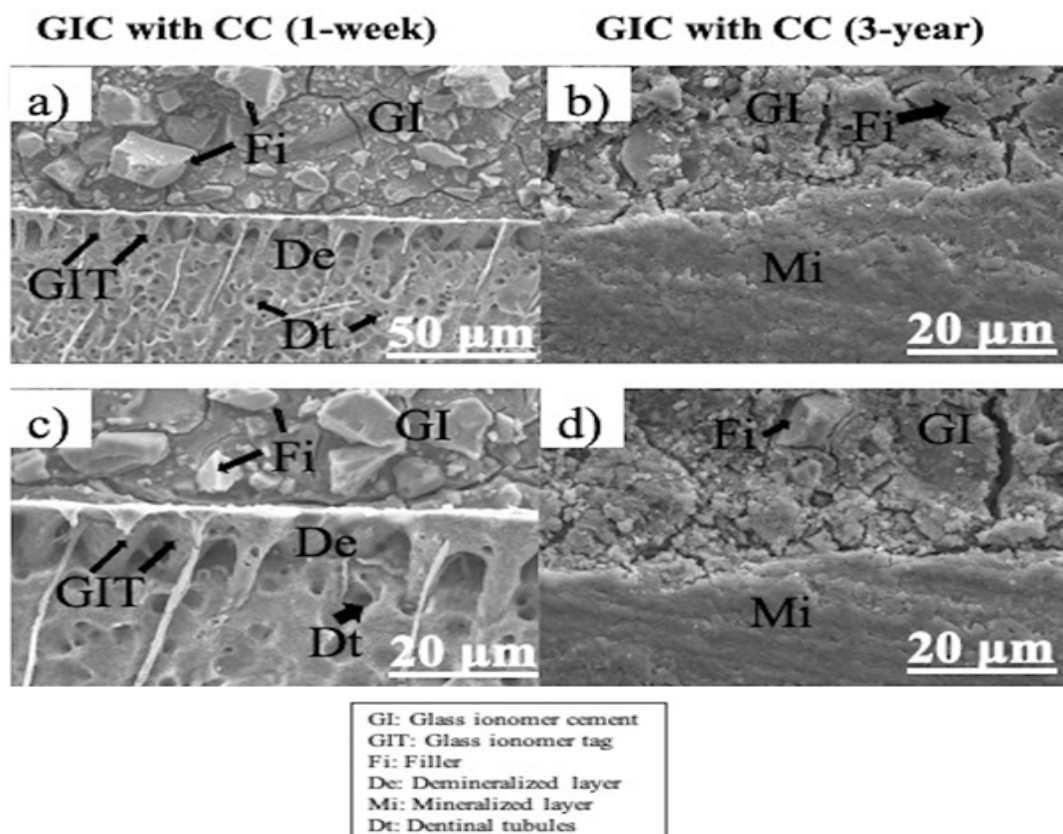 GIC with CC (1-week)
GIC with CC (3-year)
a)
GI
Fi
De
GIT
Dt
50 µm
b)
GI
Fi
Mi
20 µm
c)
GI
Fi
De
GIT
Dt
20 µm
d)
Fi
GI
Mi
20 µm
GI: Glass ionomer cement
GIT: Glass ionomer tag
Fi: Filler
De: Demineralized layer
Mi: Mineralized layer
Dt: Dentinal tubules